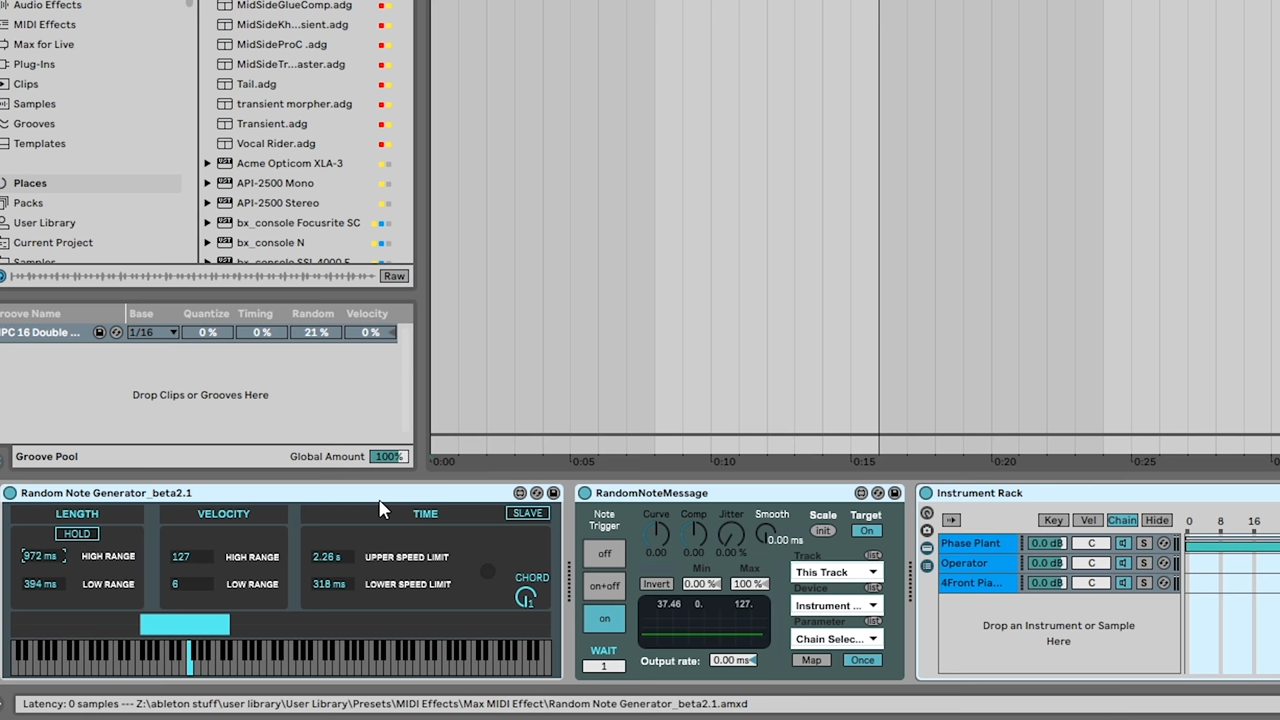 Audio Effects
MIDI Effects
Max for Live
Plug-Ins
Clips
Samples
Grooves
Templates
Places
Packs
User Library
Current Project
MidSideGlueComp.adg
MidSideKh...sient.adg
MidSideProC .adg
MidSideTr...aster.adg
Tail.adg
transient morpher.adg
Transient.adg
Vocal Rider.adg
Acme Opticom XLA-3
API-2500 Mono
API-2500 Stereo
bx_console Focusrite SC
bx_console N
Raw
roove Name Base Quantize Timing Random Velocity
IPC 16 Double ... 1/16 0 % 0 % 21 % 0 %
Drop Clips or Grooves Here
Groove Pool Global Amount 100%
0:00 0:05 0:10 0:15 0:20 0:25
Random Note Generator_beta2.1
LENGTH VELOCITY TIME SLAVE
HOLD
972 ms HIGH RANGE 127 HIGH RANGE 2.26 s UPPER SPEED LIMIT
394 ms LOW RANGE 6 LOW RANGE 318 ms LOWER SPEED LIMIT
CHORD
1
RandomNoteMessage
Note
Trigger
off
on+off
on
WAIT
1
Curve Comp Jitter Smooth
0.00 0.00 0.00 % 0.00 ms
Min Max
Invert 0.00 % 100 %
37.46 0. 127.
Output rate: 0.00 ms
Scale Target
init On
Track list
This Track
Device list
Instrument ...
Parameter list
Chain Selec...
Map Once
Instrument Rack
Key Vel Chain Hide 0 8 16
Phase Plant 0.0 dB C S
Operator 0.0 dB C S
4Front Pia... 0.0 dB C S
Drop an Instrument or Sample
Here
Latency: 0 samples --- Z:\ableton stuff\user library\User Library\Presets\MIDI Effects\Max MIDI Effect\Random Note Generator_beta2.1.amxd